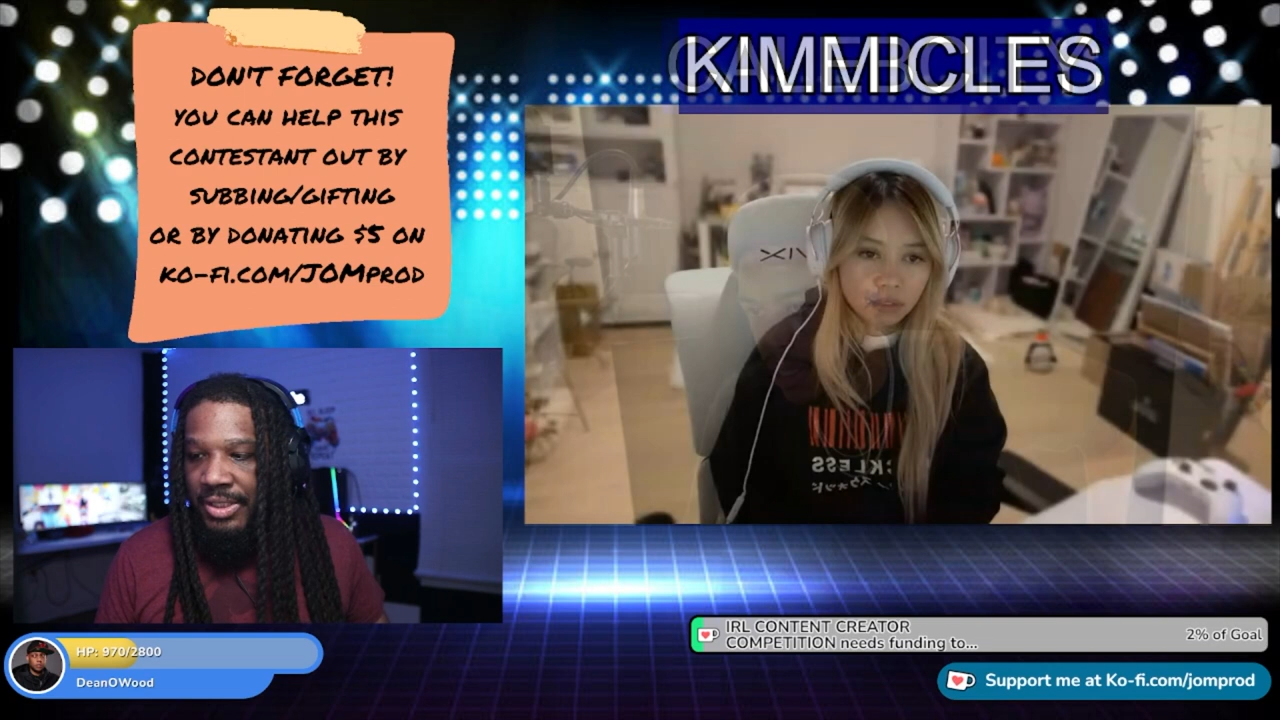 DON'T FORGET!
YOU CAN HELP THIS
CONTESTANT OUT BY
SUBBING/GIFTING
OR BY DONATING $5 ON
KO-FI.COM/JOMPROD
KIMMICLES
CKLESS
HP: 970/2800
DeanOWood
IRL CONTENT CREATOR
COMPETITION needs funding to...
2% of Goal
Support me at Ko-fi.com/jomprod